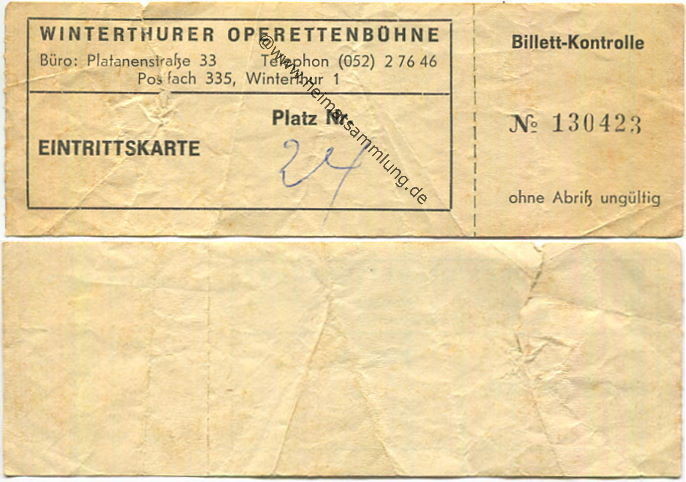 WINTERTHURER OPERETTENBÜHNE
Büro: Platanenstraße 33 Telephon (052) 2 76 46
Postfach 335, Winterthur 1
Platz Nr.
24
EINTRITTSKARTE
Billett-Kontrolle
№ 130423
ohne Abriß ungültig
@www.heimatsammlung.de